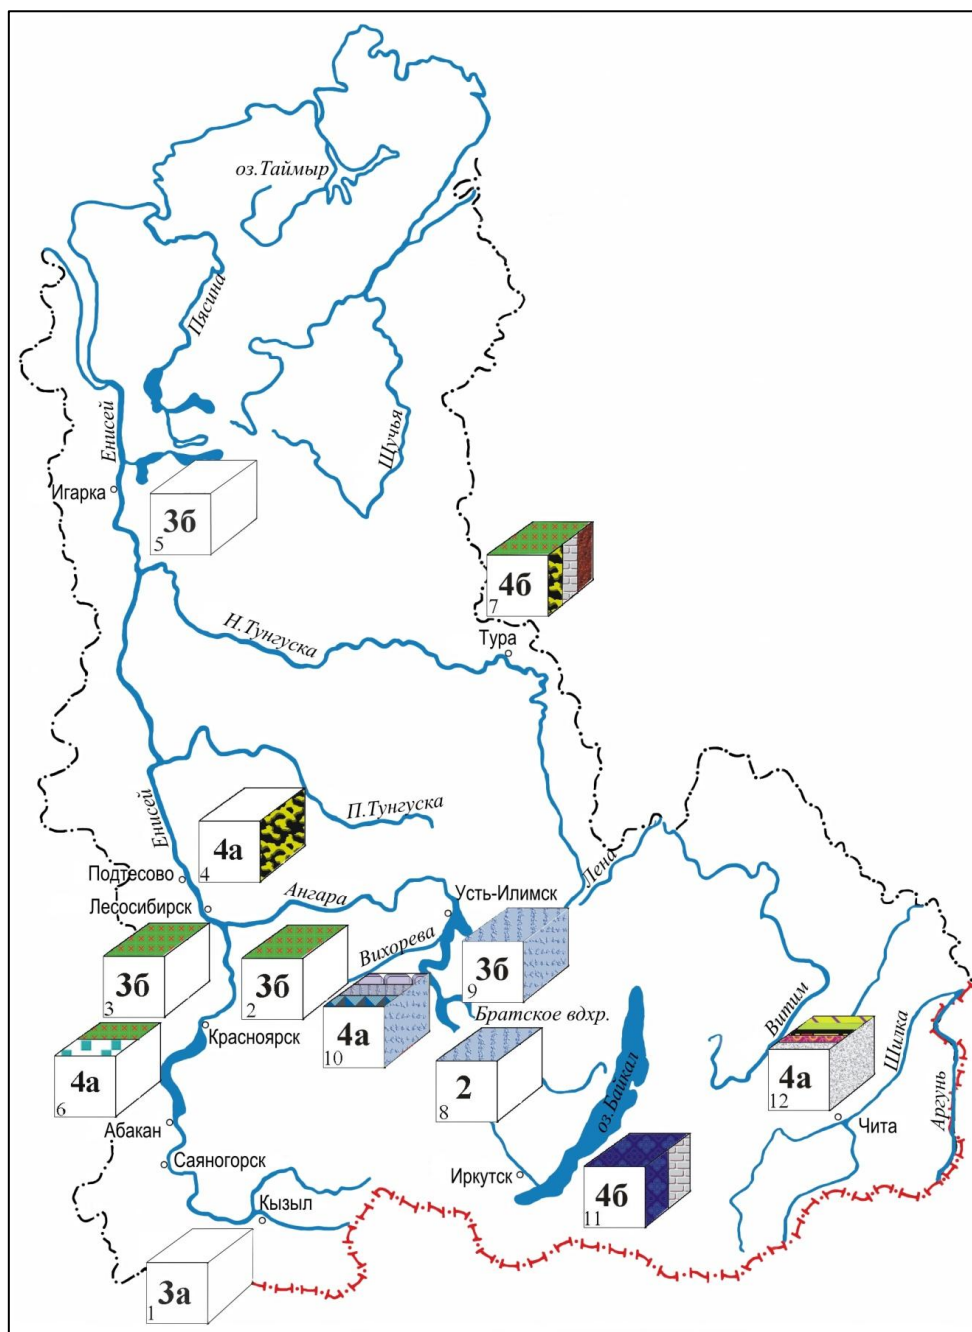 оз.Таймыр
Пясина
Енисей
Щучья
Игарка
3б
5
4б
7
Н.Тунгуска
Тура
Енисей
П.Тунгуска
4а
4
Подтесово
Лена
Ангара
Усть-Илимск
Лесосибирск
Вихорева
3б
3
3б
2
3б
9
Витим
Братское вдхр.
4а
10
Красноярск
Шилка
4а
6
2
8
оз.Байкал
4а
12
Аргунь
Абакан
Чита
Саяногорск
Иркутск
4б
11
Кызыл
3а
1